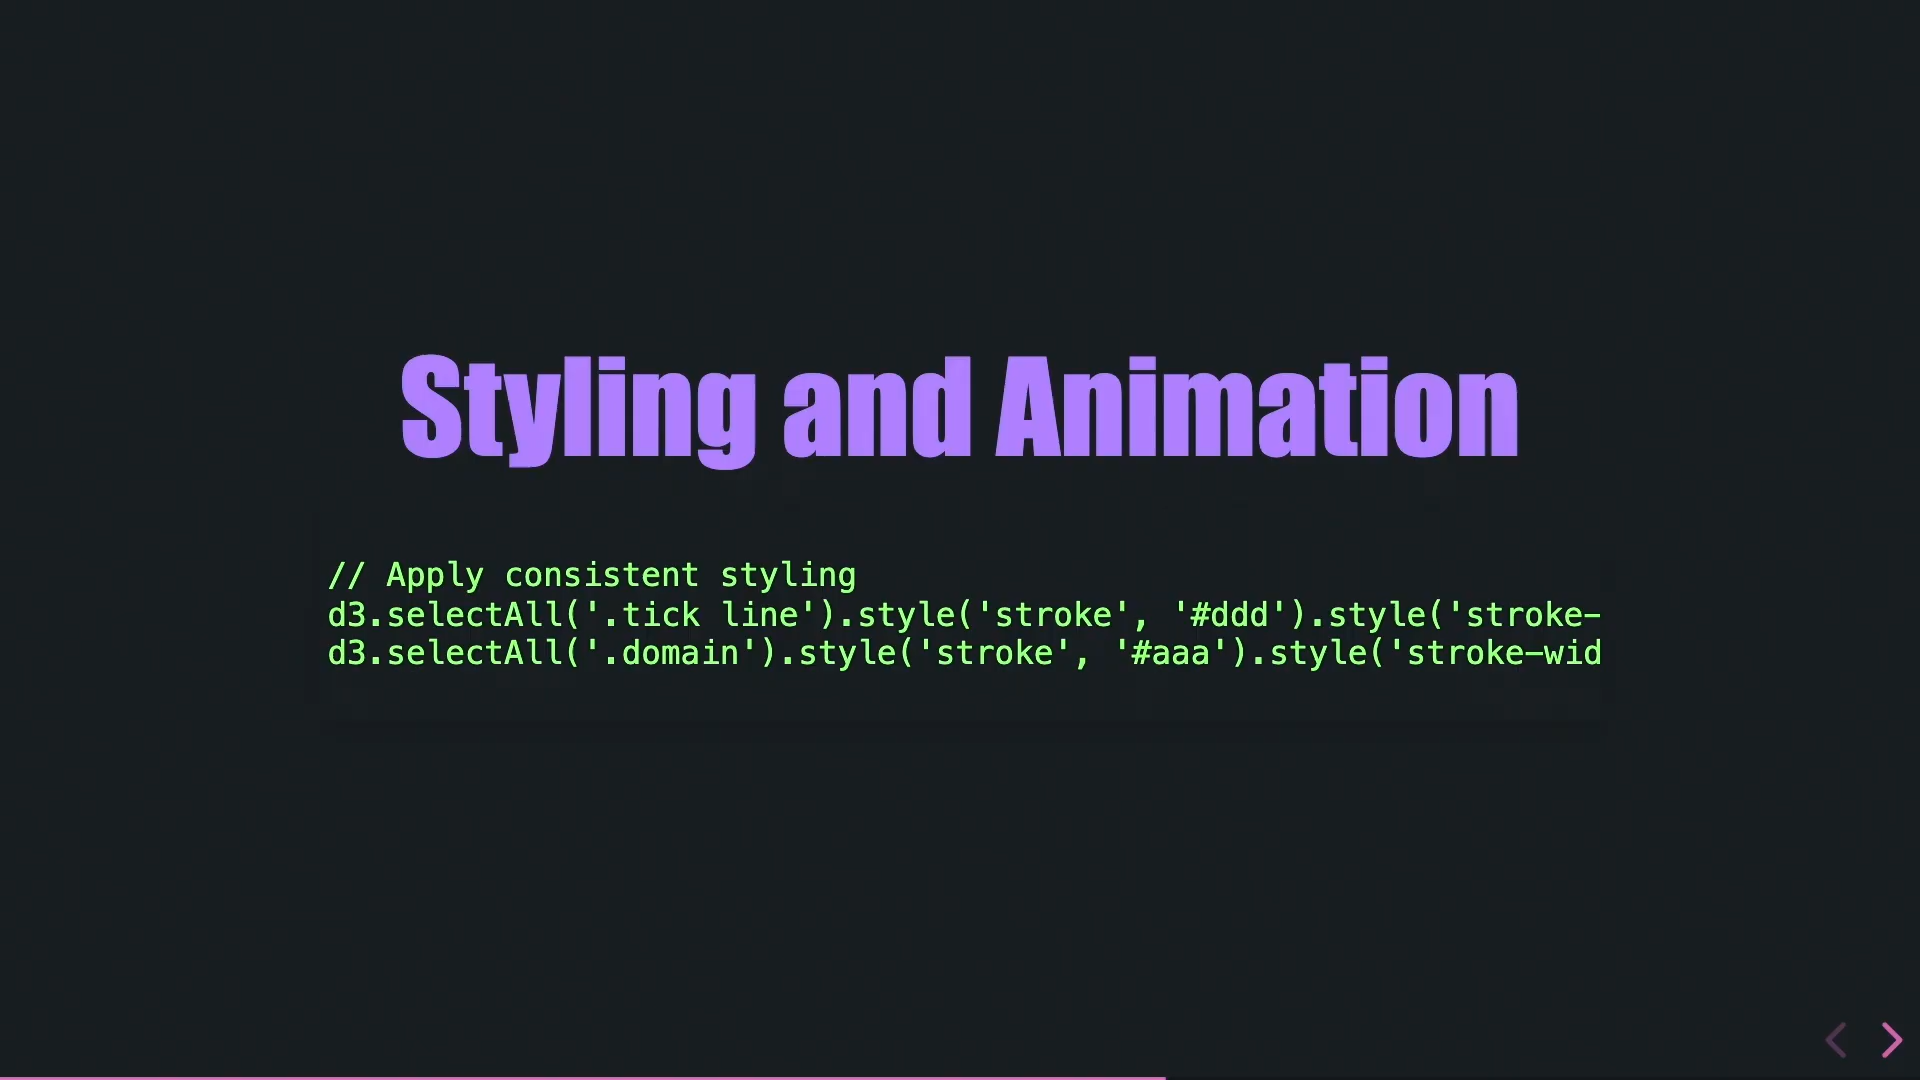 Styling and Animation
// Apply consistent styling
d3.selectAll('.tick line').style('stroke', '#ddd').style('stroke-
d3.selectAll('.domain').style('stroke', '#aaa').style('stroke-wid